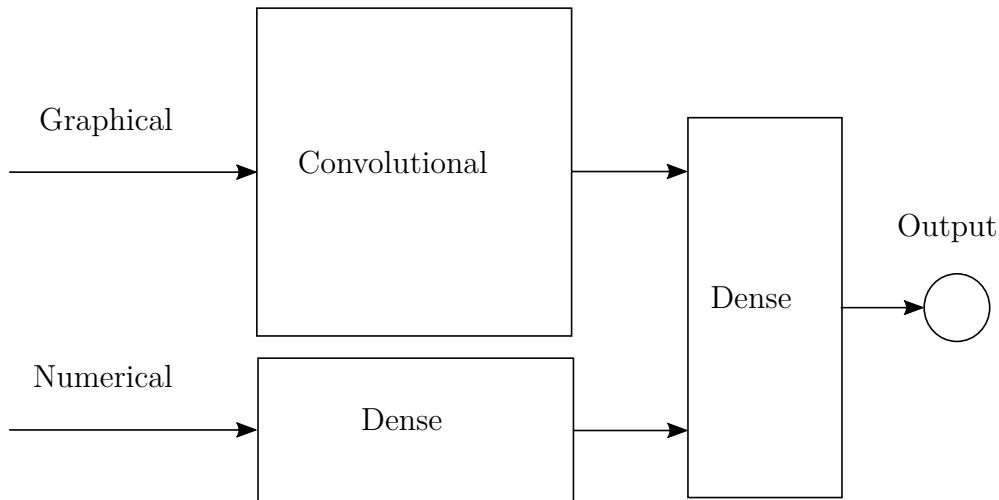 Graphical
Convolutional
Output
Dense
Numerical
Dense